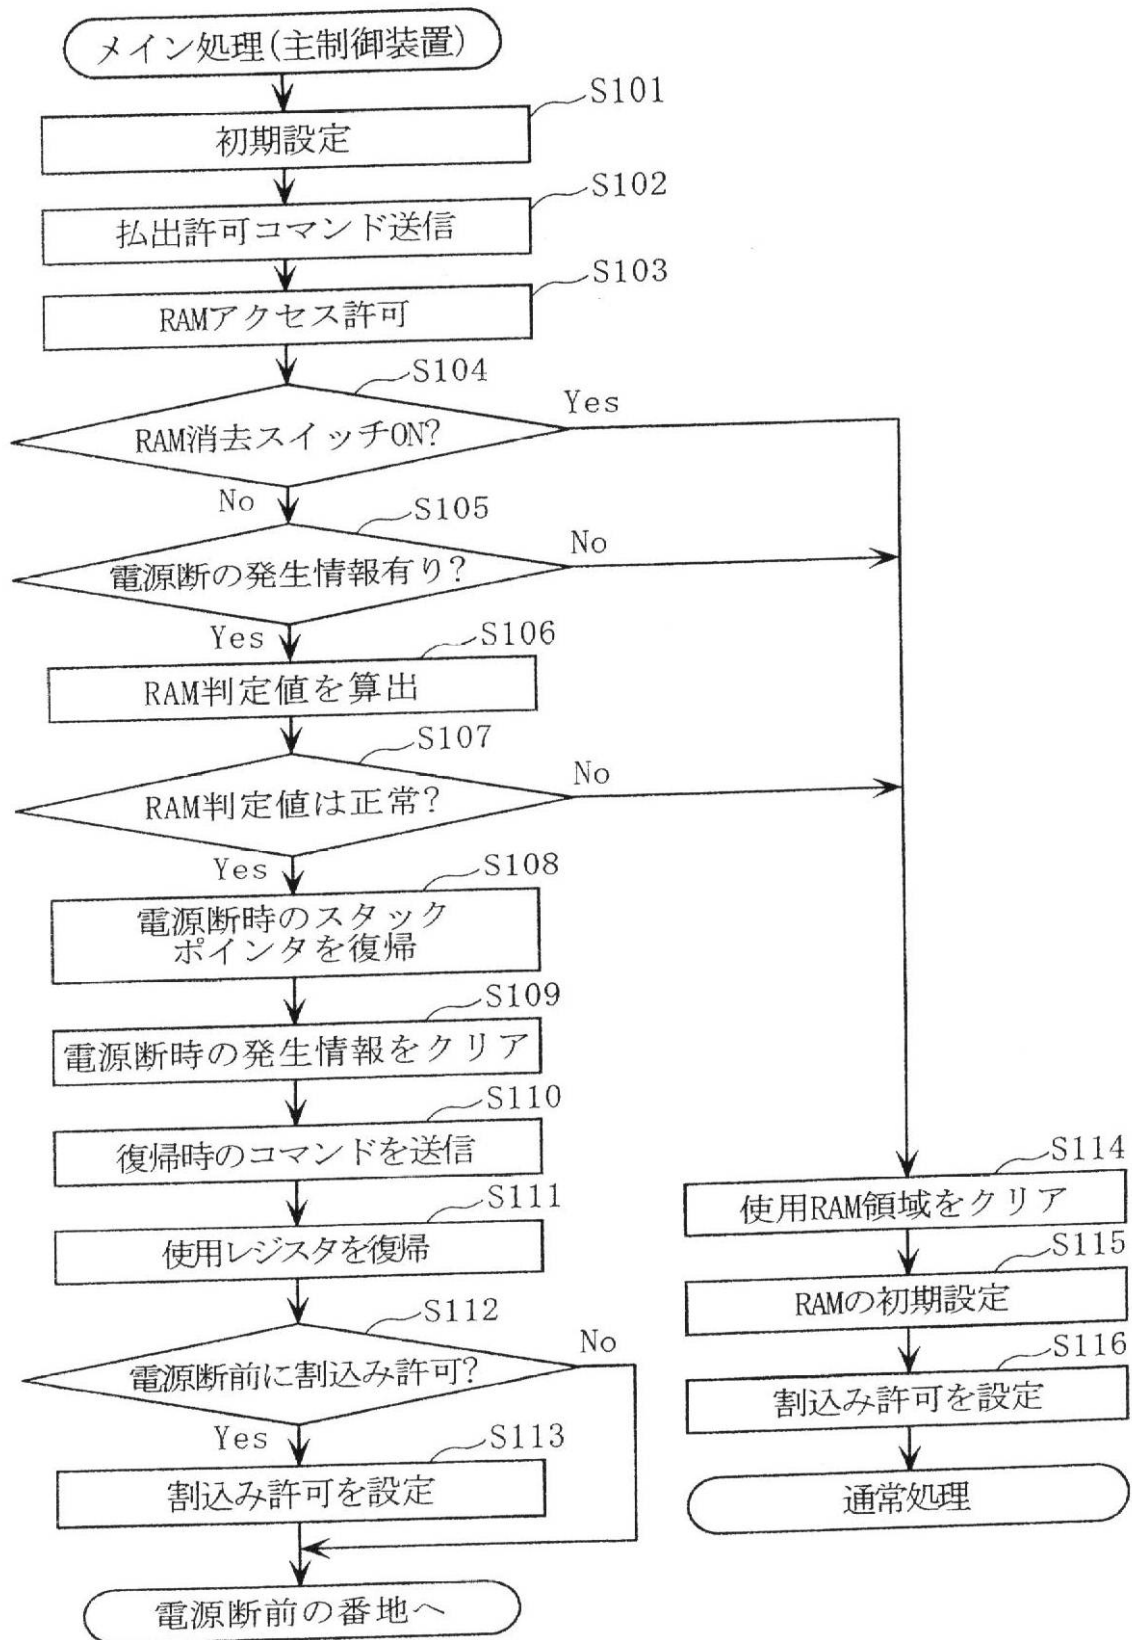 メイン処理(主制御装置)
S101
初期設定
S102
払出許可コマンド送信
S103
RAMアクセス許可
S104
RAM消去スイッチON?
Yes
No
S105
電源断の発生情報有り?
No
Yes
S106
RAM判定値を算出
S107
RAM判定値は正常?
No
Yes
S108
電源断時のスタック
ポインタを復帰
S109
電源断時の発生情報をクリア
S110
復帰時のコマンドを送信
S111
使用レジスタを復帰
S112
電源断前に割込み許可?
No
Yes
S113
割込み許可を設定
電源断前の番地へ
S114
使用RAM領域をクリア
S115
RAMの初期設定
S116
割込み許可を設定
通常処理